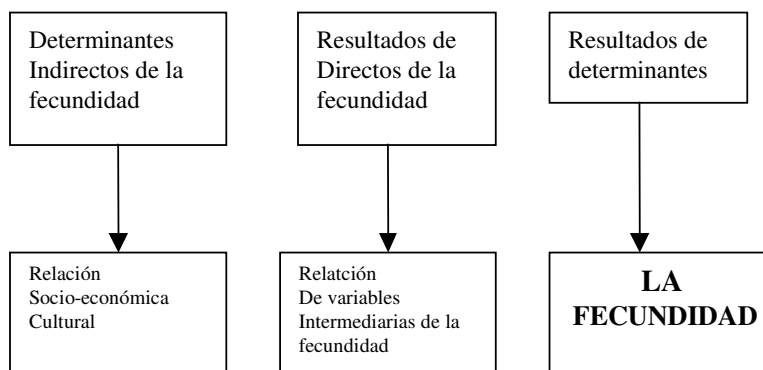 Determinantes
Indirectos de la
fecundidad
Resultados de
Directos de la
fecundidad
Resultados de
determinantes
Relación
Socio-económica
Cultural
Relatción
De variables
Intermediarias de la
fecundidad
LA
FECUNDIDAD